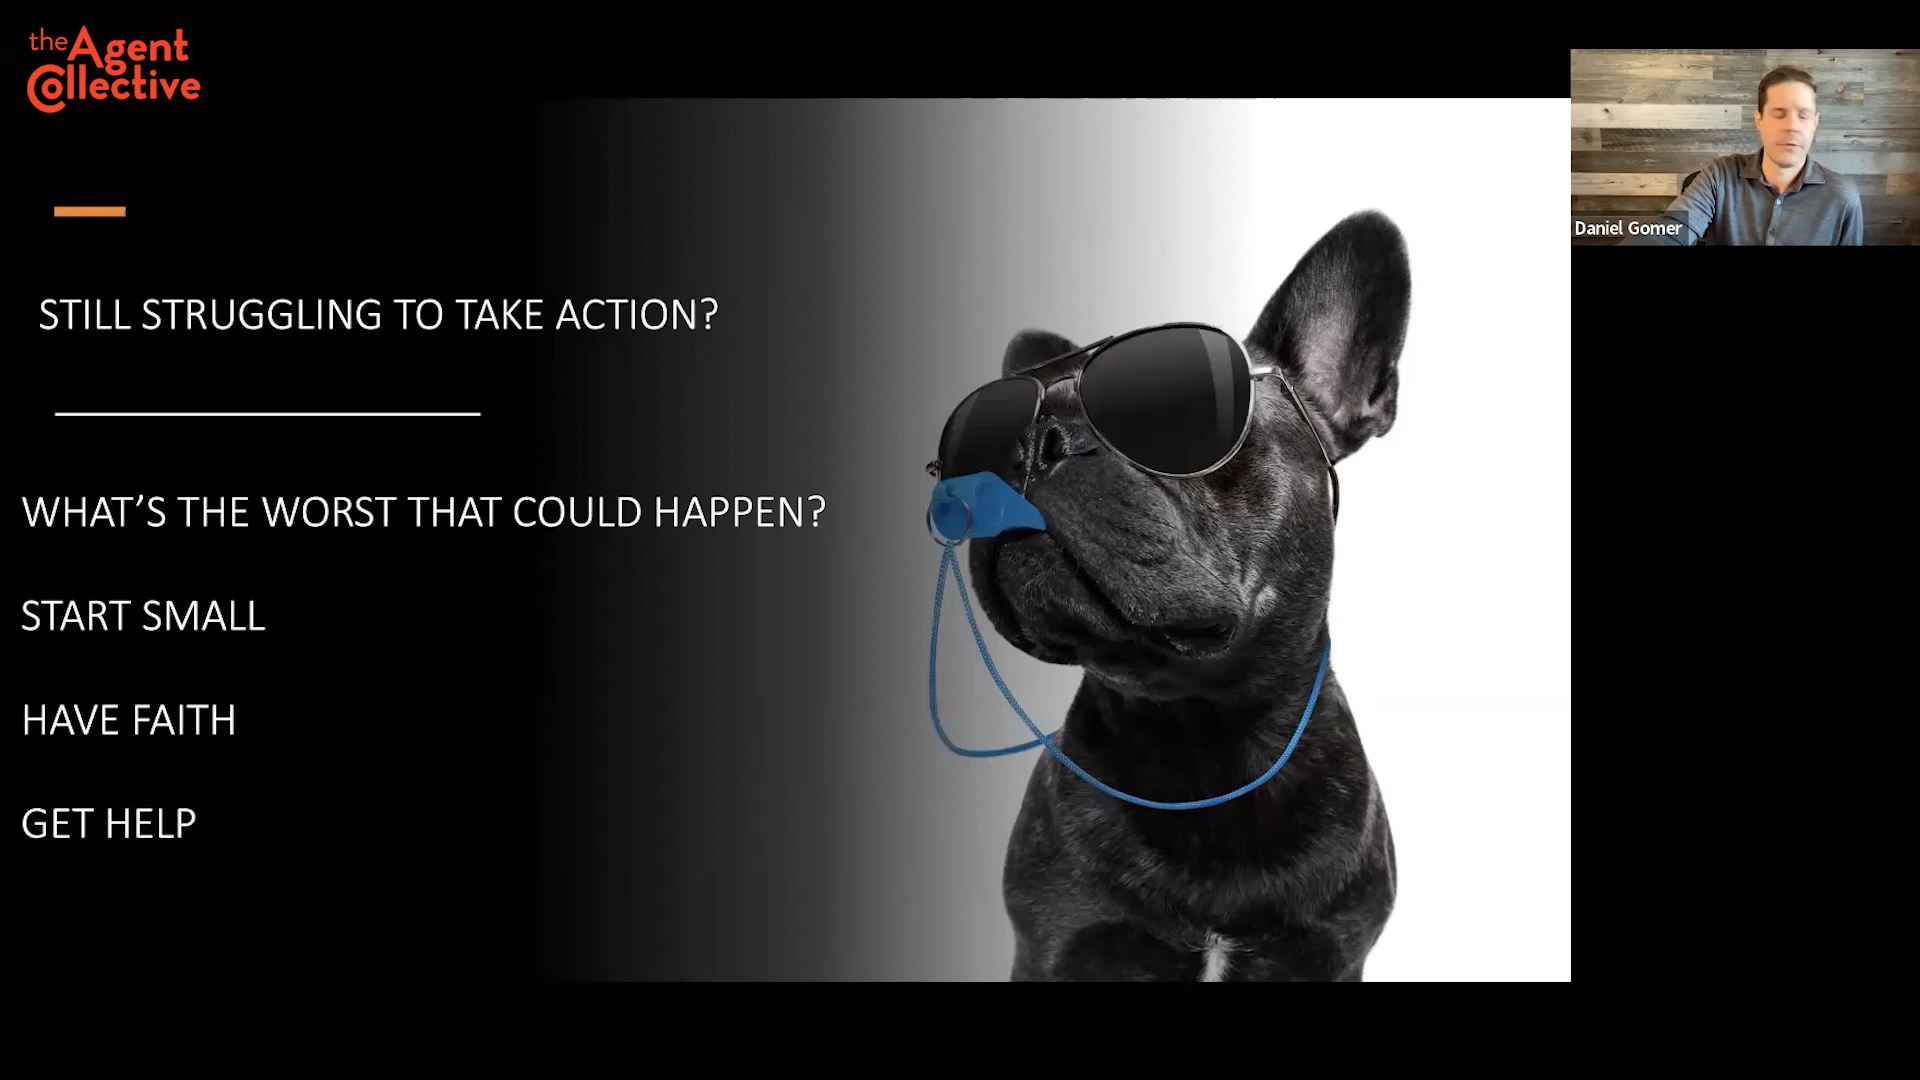 the Agent
Collective
Daniel Gomer
STILL STRUGGLING TO TAKE ACTION?
WHAT’S THE WORST THAT COULD HAPPEN?
START SMALL
HAVE FAITH
GET HELP